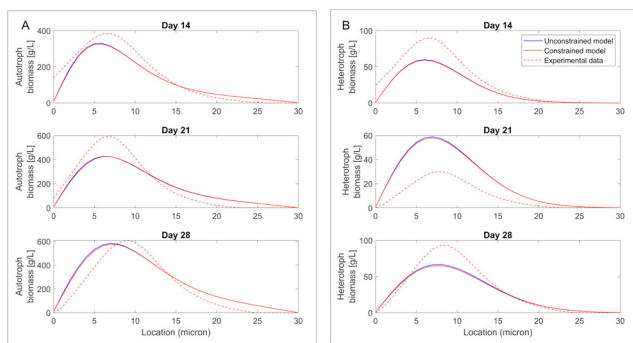 A
Day 14
Autotroph
biomass [g/L]
400
200
0
0 5 10 15 20 25 30
Day 21
Autotroph
biomass [g/L]
600
400
200
0
0 5 10 15 20 25 30
Day 28
Autotroph
biomass [g/L]
600
400
200
0
0 5 10 15 20 25 30
Location (micron)
B
Day 14
Heterotroph
biomass [g/L]
100
50
0
0 5 10 15 20 25 30
Unconstrained model
Constrained model
Experimental data
Day 21
Heterotroph
biomass [g/L]
60
40
20
0
0 5 10 15 20 25 30
Day 28
Heterotroph
biomass [g/L]
100
50
0
0 5 10 15 20 25 30
Location (micron)